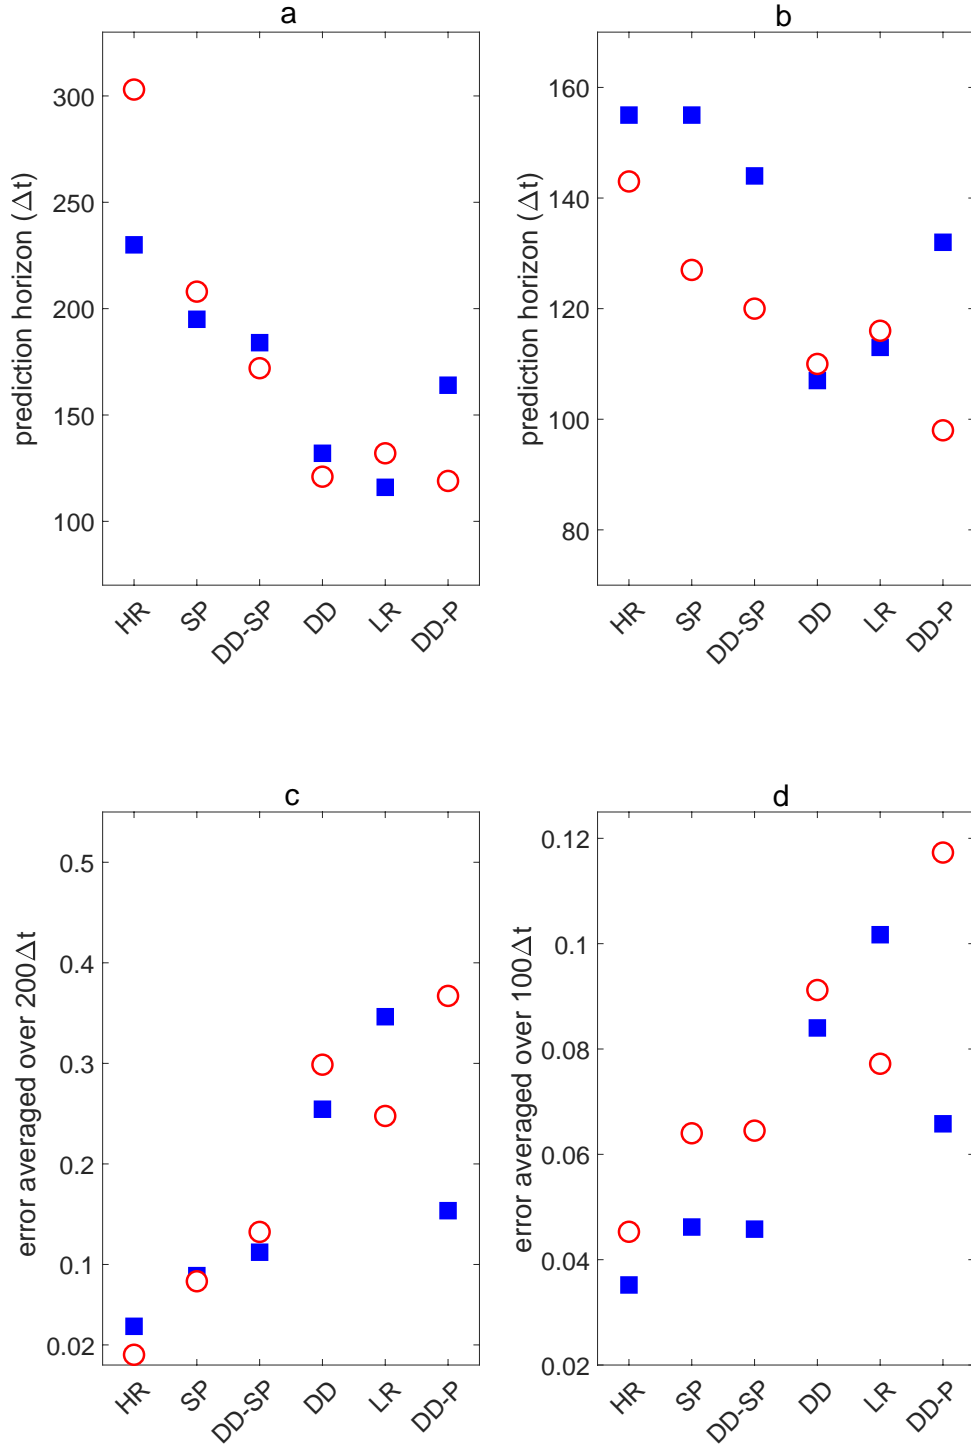 a
prediction horizon (Δt)
300
250
200
150
100
HR
SP
DD-SP
DD
LR
DD-P
b
prediction horizon (Δt)
160
140
120
100
80
HR
SP
DD-SP
DD
LR
DD-P
c
error averaged over 200Δt
0.5
0.4
0.3
0.2
0.1
0.02
HR
SP
DD-SP
DD
LR
DD-P
d
error averaged over 100Δt
0.12
0.1
0.08
0.06
0.04
0.02
HR
SP
DD-SP
DD
LR
DD-P